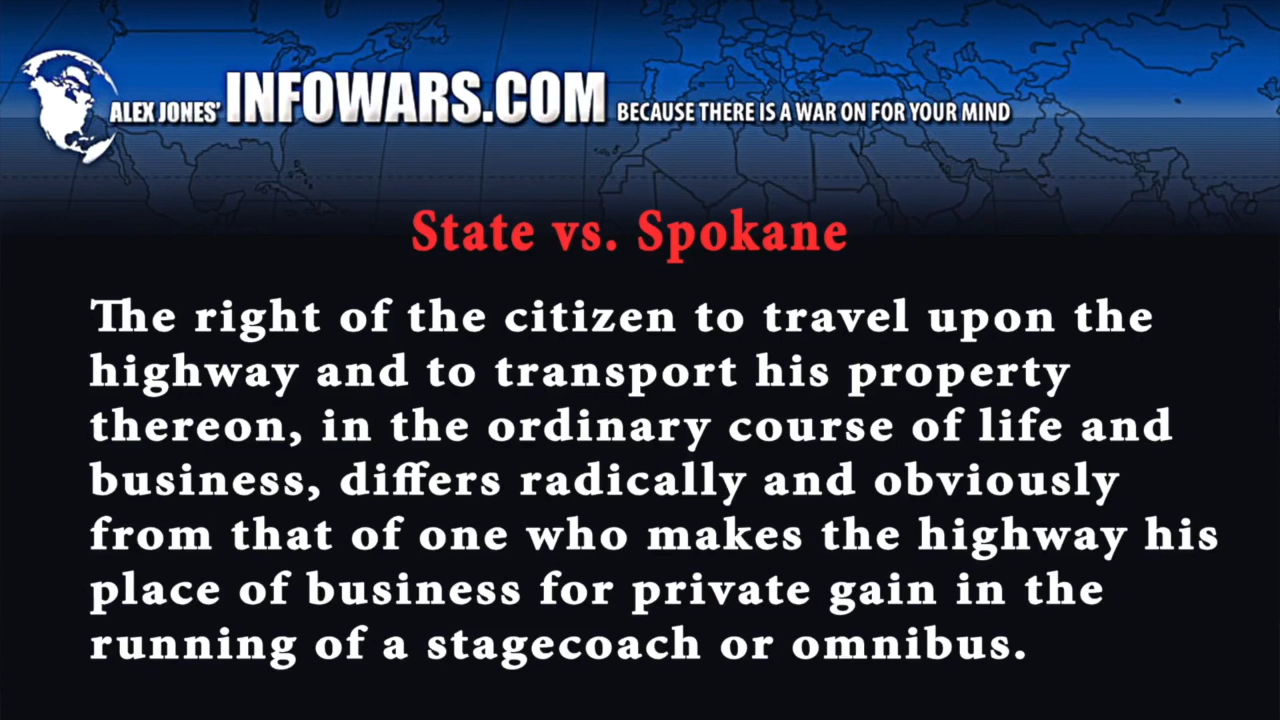 ALEX JONES' INFOWARS.COM BECAUSE THERE IS A WAR ON FOR YOUR MIND
State vs. Spokane
The right of the citizen to travel upon the
highway and to transport his property
thereon, in the ordinary course of life and
business, differs radically and obviously
from that of one who makes the highway his
place of business for private gain in the
running of a stagecoach or omnibus.